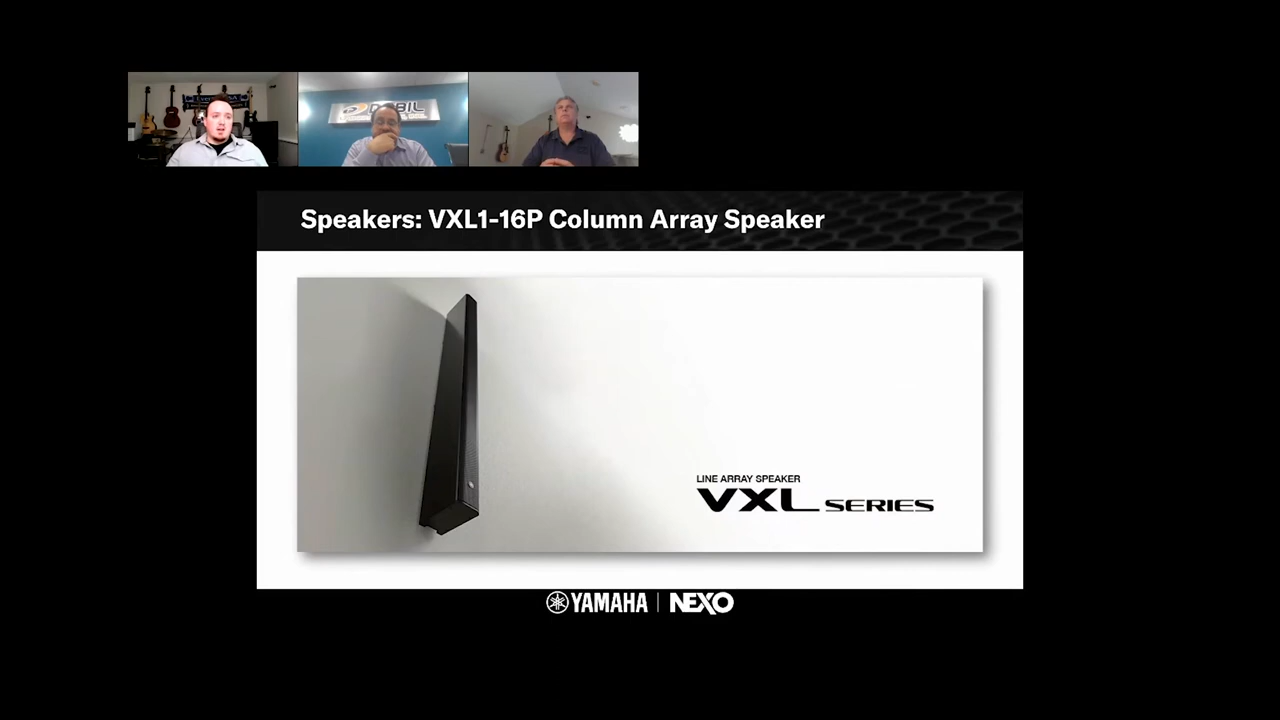 Speakers: VXL1-16P Column Array Speaker
LINE ARRAY SPEAKER
VXL SERIES
YAMAHA | NEXO